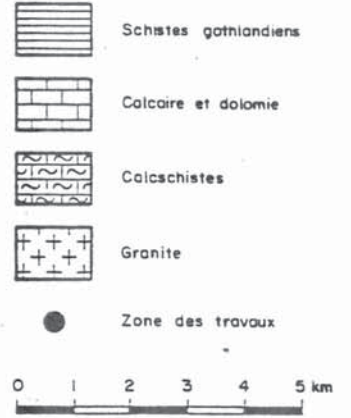 Schistes gothlandiens
Calcaire et dolomie
Calcschistes
Granite
Zone des travaux
0 1 2 3 4 5 km